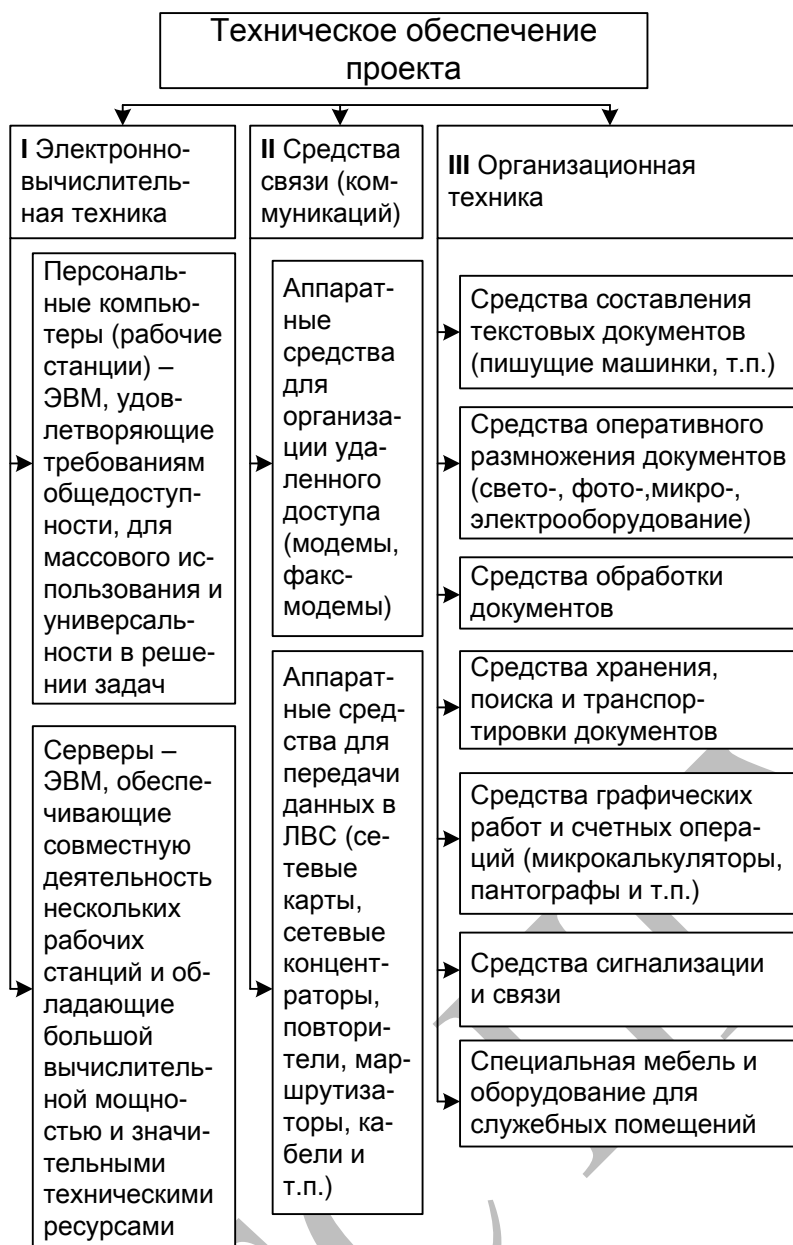 Техническое обеспечение
проекта
I Электронно-
вычислитель-
ная техника
Персональ-
ные компью-
теры (рабочие
станции) –
ЭВМ, удов-
летворяющие
требованиям
общедоступ-
ности, для
массового ис-
пользования и
универсаль-
ности в реше-
нии задач
Серверы –
ЭВМ, обеспе-
чивающие
совместную
деятельность
нескольких
рабочих
станций и об-
ладающие
большой
вычислитель-
ной мощно-
стью и значи-
тельными
техническими
ресурсами
II Средства
связи (ком-
муникаций)
Аппарат-
ные
средства
для
организа-
ции уда-
ленного
доступа
(модемы,
факс-
модемы)
Аппарат-
ные сред-
ства для
передачи
данных в
ЛВС (се-
тевые
карты,
сетевые
концент-
раторы,
повтори-
тели, мар-
шрутиза-
торы, ка-
бели и
т.п.)
III Организационная
техника
Средства составления
текстовых документов
(пишущие машинки, т.п.)
Средства оперативного
размножения документов
(свето-, фото-,микро-,
электрооборудование)
Средства обработки
документов
Средства хранения,
поиска и транспор-
тировки документов
Средства графических
работ и счетных опера-
ций (микрокалькуляторы,
пантографы и т.п.)
Средства сигнализации
и связи
Специальная мебель и
оборудование для
служебных помещений